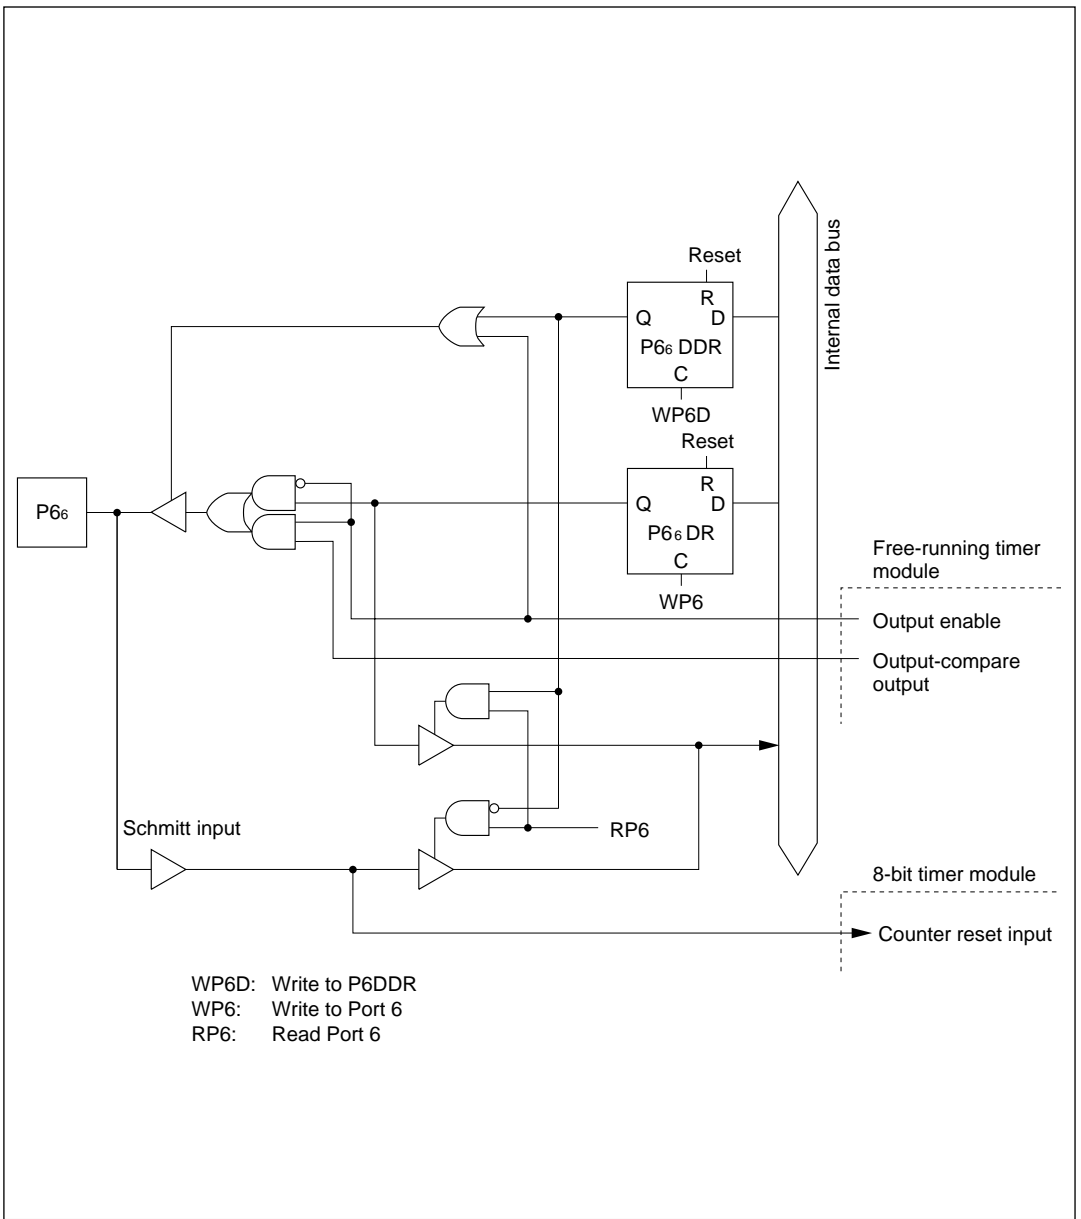 Reset
R
Q D
P6₆ DDR
C
WP6D
Internal data bus
Reset
R
Q D
P6₆ DR
C
WP6
P6₆
Free-running timer
module
Output enable
Output-compare
output
RP6
Schmitt input
8-bit timer module
Counter reset input
WP6D: Write to P6DDR
WP6: Write to Port 6
RP6: Read Port 6